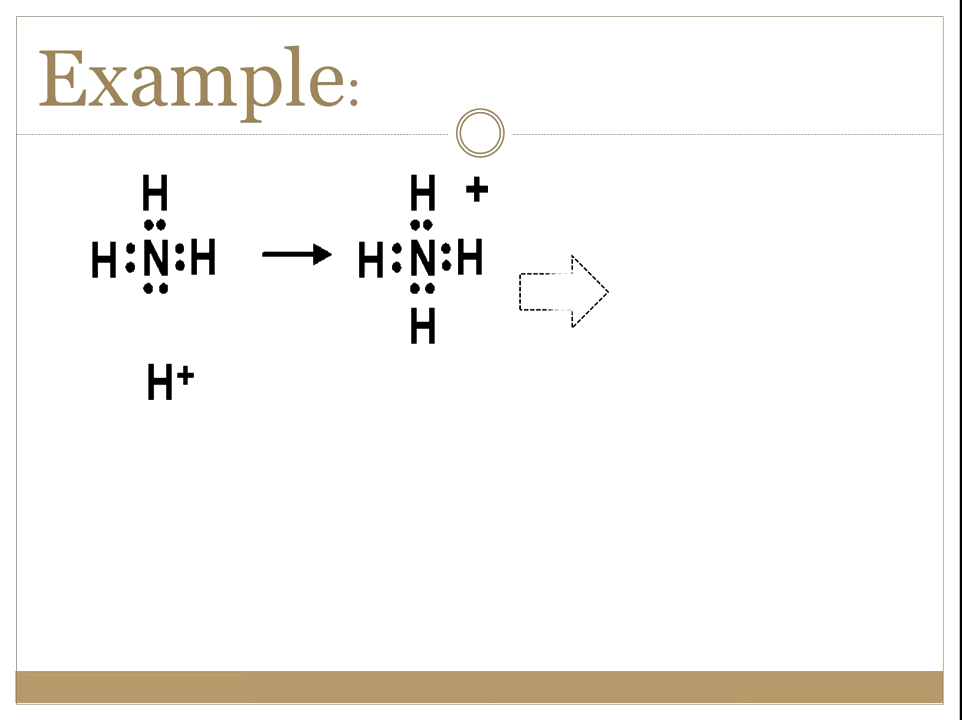 Example:
H H +
H : N : H H : N : H
H
H+